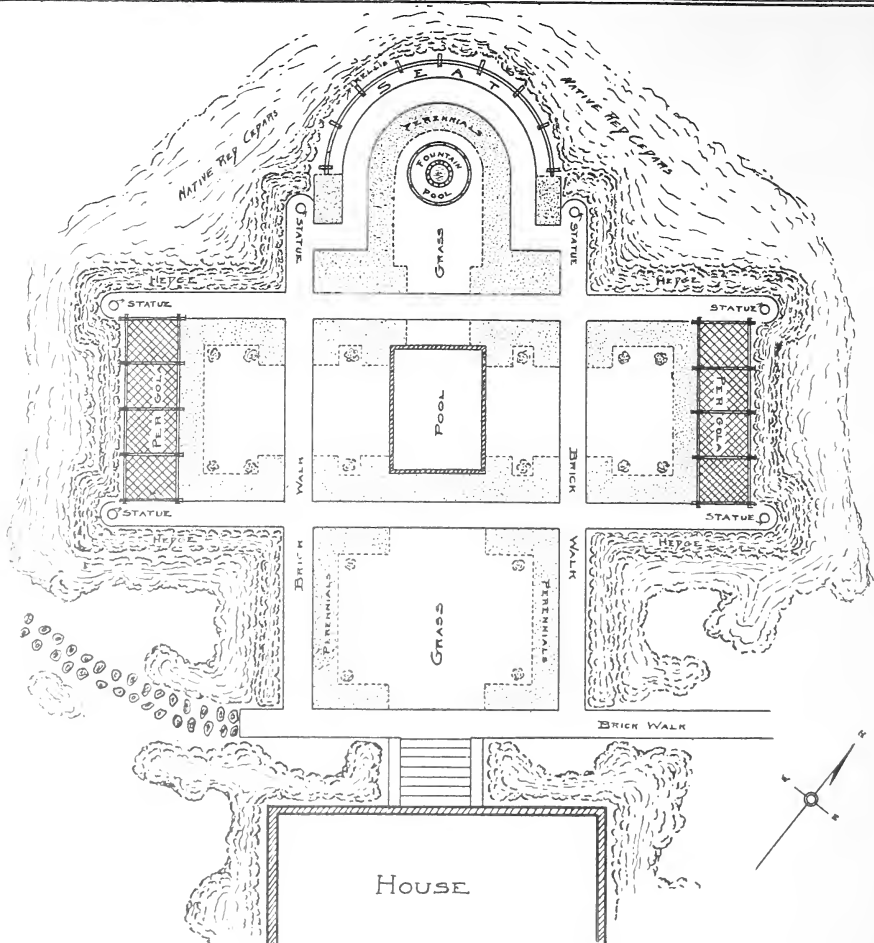 TRELLIS
SEAT
NATIVE RED CEDARS
NATIVE RED CEDARS
PERENNIALS
FOUNTAIN
POOL
STATUE
STATUE
GRASS
HEDGE
HEDGE
STATUE
STATUE
PERGOLA
POOL
PERGOLA
BRICK WALK
BRICK WALK
STATUE
STATUE
HEDGE
HEDGE
PERENNIALS
GRASS
PERENNIALS
BRICK WALK
N
HOUSE